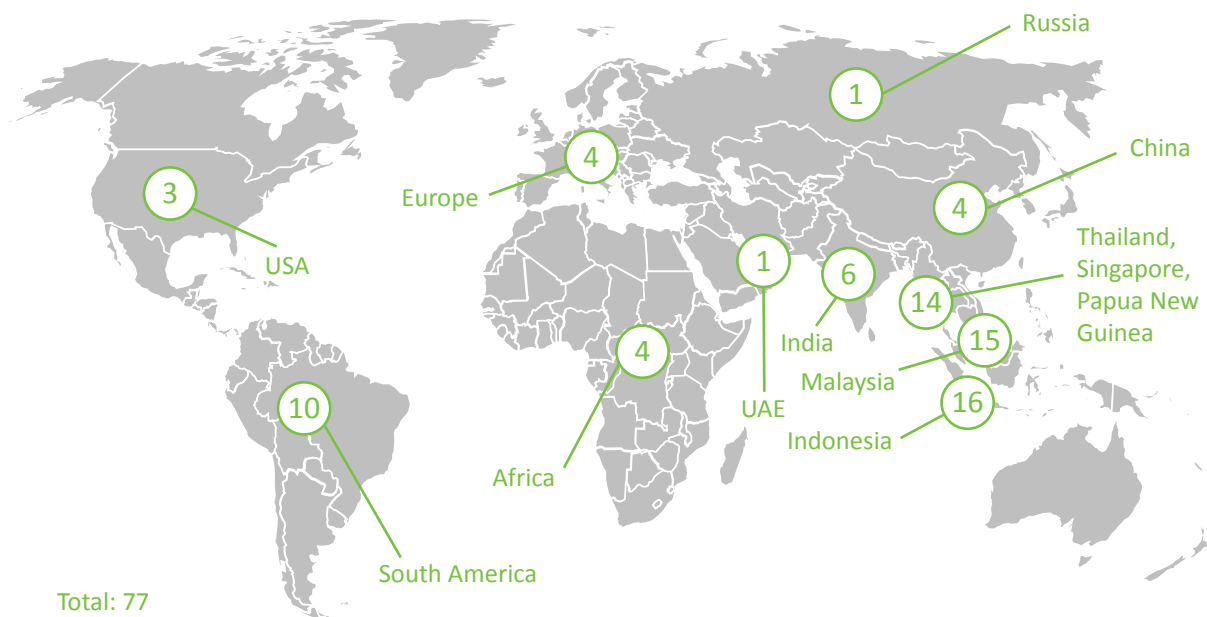 Russia
1
China
4
Europe
4
3
USA
Thailand,
Singapore,
Papua New
Guinea
14
1
UAE
6
India
15
Malaysia
16
Indonesia
4
Africa
10
South America
Total: 77